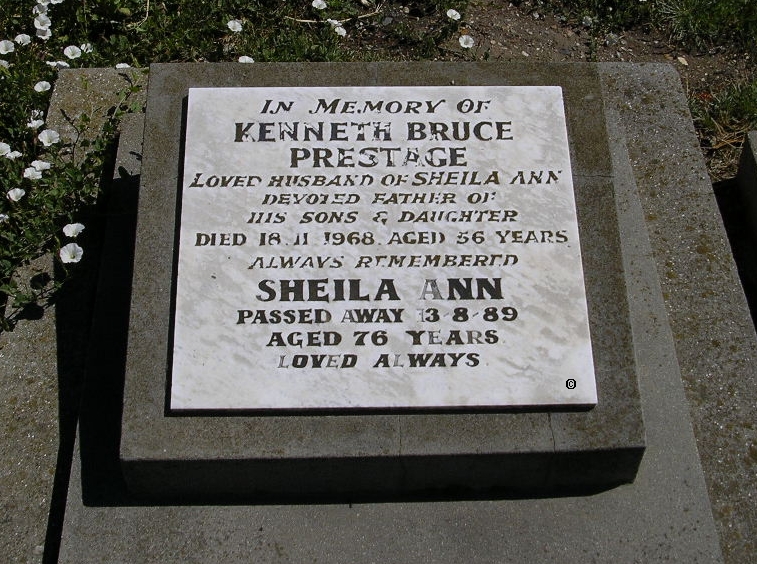 IN MEMORY OF
KENNETH BRUCE
PRESTAGE
LOVED HUSBAND OF SHEILA ANN
DEVOTED FATHER OF
HIS SONS & DAUGHTER
DIED 18.11 1968. AGED 56 YEARS
ALWAYS REMEMBERED
SHEILA ANN
PASSED AWAY 13-8-89
AGED 76 YEARS
LOVED ALWAYS
©